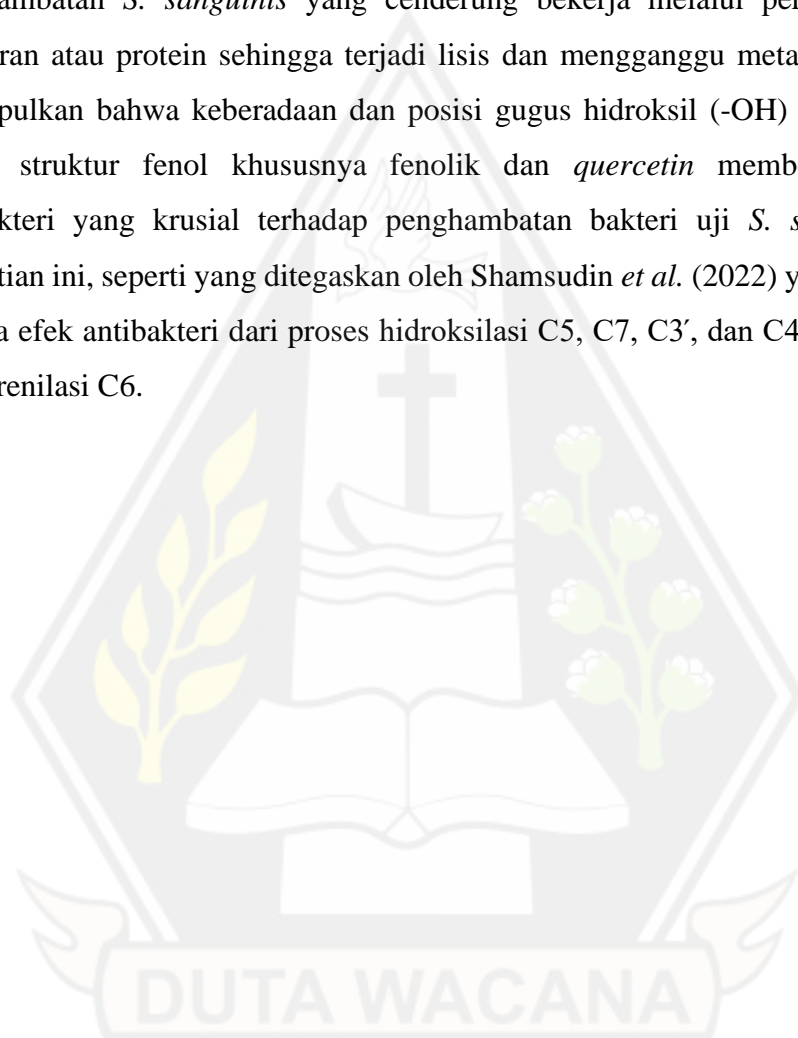 ambatan S. sanguinis yang cenderung bekerja melalui per
ran atau protein sehingga terjadi lisis dan mengganggu meta
pulkan bahwa keberadaan dan posisi gugus hidroksil (-OH)
struktur fenol khususnya fenolik dan quercetin memb
kteri yang krusial terhadap penghambatan bakteri uji S. s
tian ini, seperti yang ditegaskan oleh Shamsudin et al. (2022) y
a efek antibakteri dari proses hidroksilasi C5, C7, C3′, dan C4
renilasi C6.
DUTA WACANA